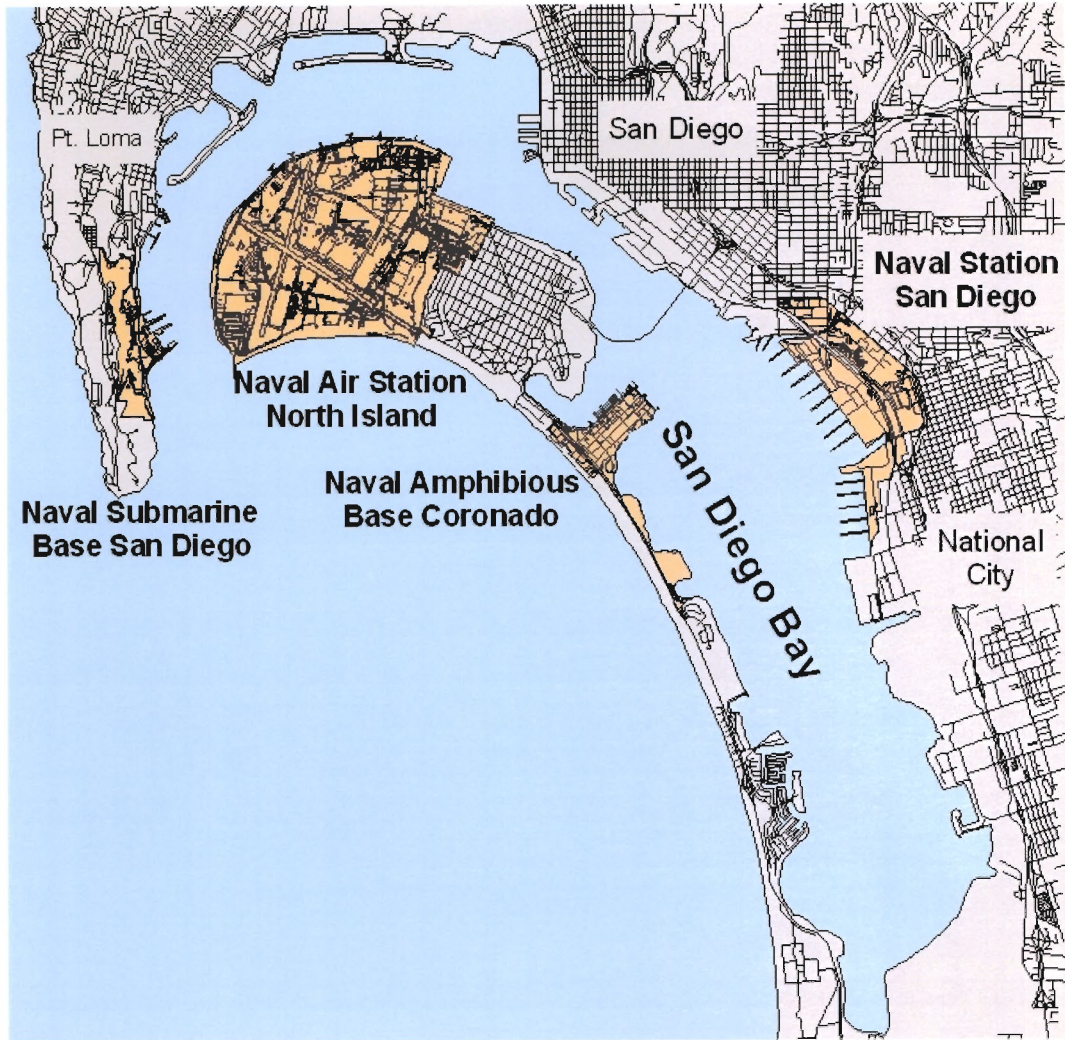 Pt. Loma
San Diego
Naval Station
San Diego
Naval Air Station
North Island
Naval Amphibious
Base Coronado
Naval Submarine
Base San Diego
San Diego Bay
National
City